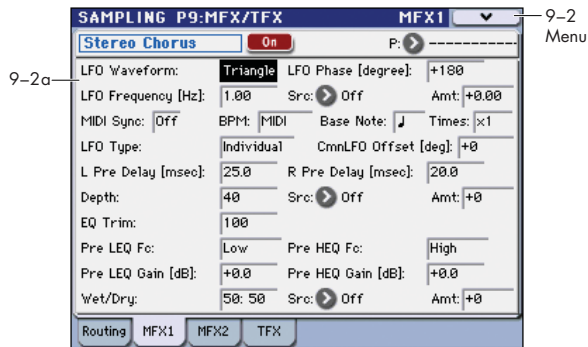 SAMPLING P9:MFX/TFX MFX1
9–2
Menu
Stereo Chorus On P: -----------
9–2a
LFO Waveform: Triangle LFO Phase [degree]: +180
LFO Frequency [Hz]: 1.00 Src: Off Amt: +0.00
MIDI Sync: Off BPM: MIDI Base Note: ♩ Times: x1
LFO Type: Individual CmnLFO Offset [deg]: +0
L Pre Delay [msec]: 25.0 R Pre Delay [msec]: 20.0
Depth: 40 Src: Off Amt: +0
EQ Trim: 100
Pre LEQ Fc: Low Pre HEQ Fc: High
Pre LEQ Gain [dB]: +0.0 Pre HEQ Gain [dB]: +0.0
Wet/Dry: 50: 50 Src: Off Amt: +0
Routing MFX1 MFX2 TFX